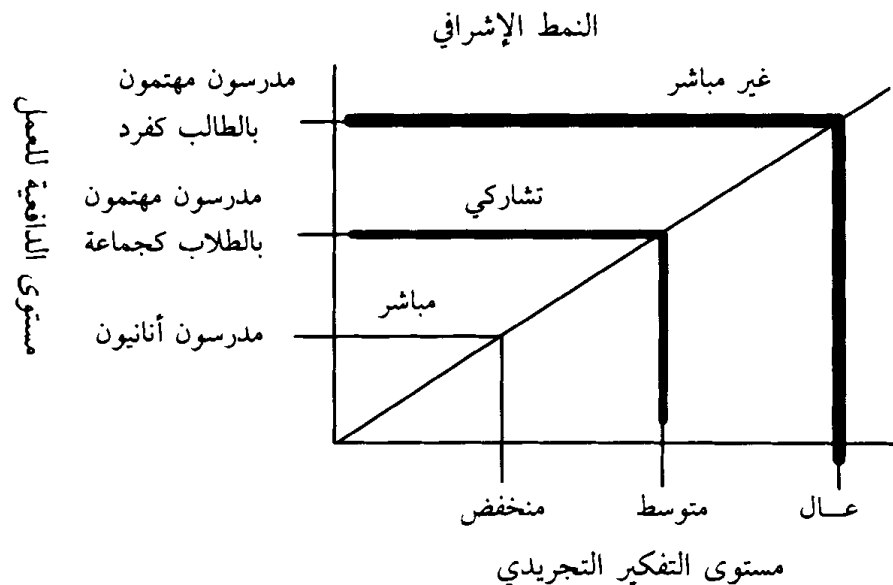 النمط الإشرافي
غير مباشر
مدرسون مهتمون
بالطالب كفرد
تشاركي
مدرسون مهتمون
بالطلاب كجماعة
مباشر
مدرسون أنانيون
مستوى الدافعية للعمل
منخفض
متوسط
عـــال
مستوى التفكير التجريدي